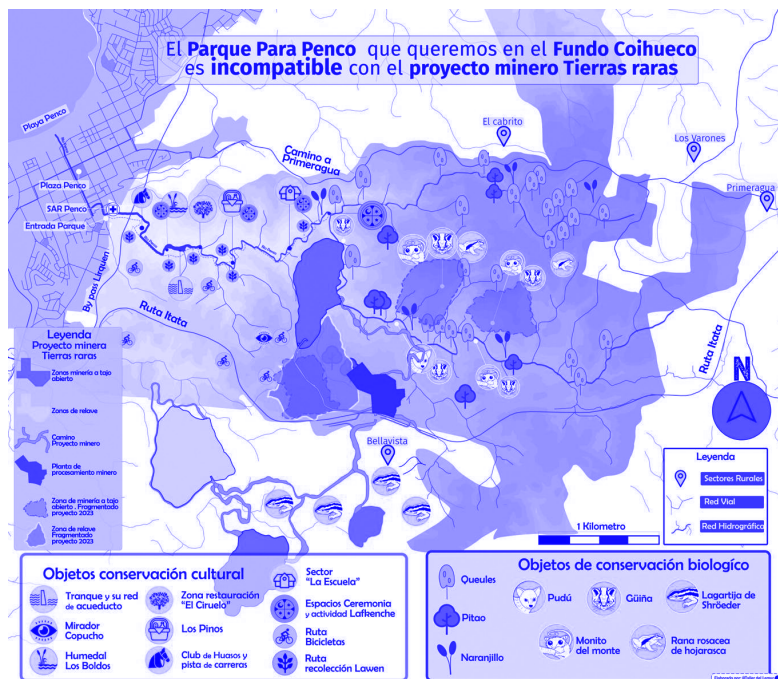 El Parque Para Penco que queremos en el Fundo Coihueco
es incompatible con el proyecto minero Tierras raras
Playa Penco
Plaza Penco
SAR Penco
Entrada Parque
By pass Lirquen
Camino a
Primeragua
El cabrito
Los Varones
Primeragua
Ruta Itata
Ruta Itata
Bellavista
N
Leyenda
Proyecto minera
Tierras raras
Zonas minería a tajo
abierto
Zonas de relave
Camino
Proyecto minero
Planta de
procesamiento minero
Zona de minería a tajo
abierto . Fragmentado
proyecto 2023
Zona de relave
Fragmentado
proyecto 2023
Leyenda
Sectores Rurales
Red Vial
Red Hidrográfica
1 Kilometro
Objetos conservación cultural
Tranque y su red
de acueducto
Mirador
Copucho
Humedal
Los Boldos
Zona restauración
"El Ciruelo"
Los Pinos
Club de Huasos y
pista de carreras
Sector
"La Escuela"
Espacios Ceremonia
y actividad Lafkenche
Ruta
Bicicletas
Ruta
recolección Lawen
Objetos de conservación biologíco
Queules
Pitao
Naranjillo
Pudú
Güiña
Lagartija de
Shröeder
Monito
del monte
Rana rosacea
de hojarasca